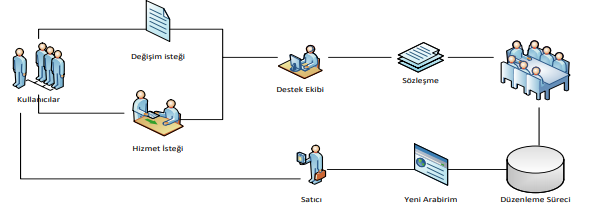 Değişim isteği
Kullanıcılar
Destek Ekibi
Sözleşme
Hizmet İsteği
Satıcı
Yeni Arabirim
Düzenleme Süreci